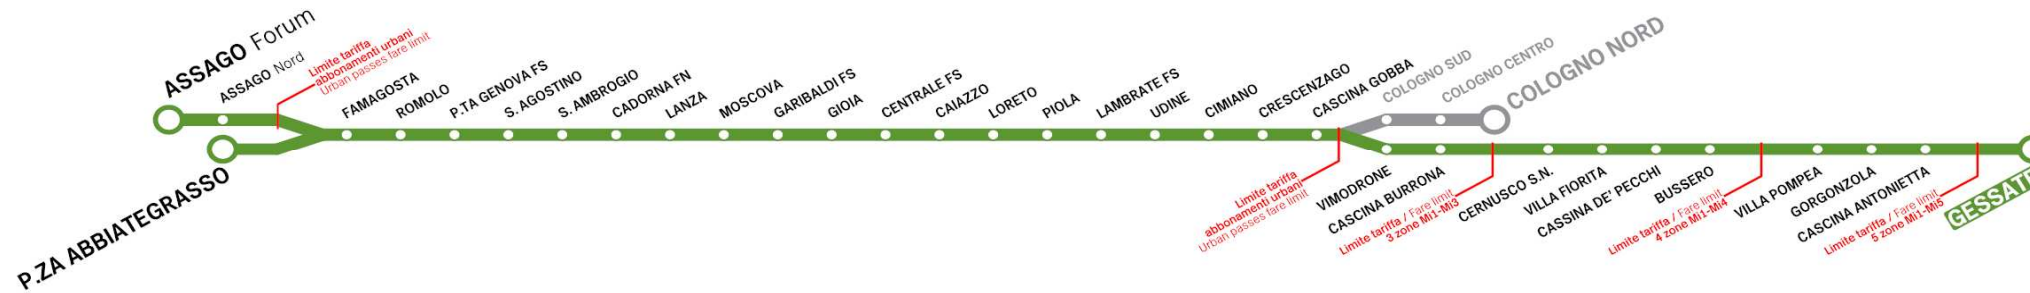 ASSAGO Forum
ASSAGO Nord
Limite tariffa
abbonamenti urbani
Urban passes fare limit
P.ZA ABBIATEGRASSO
FAMAGOSTA
ROMOLO
P.TA GENOVA FS
S. AGOSTINO
S. AMBROGIO
CADORNA FN
LANZA
MOSCOVA
GARIBALDI FS
GIOIA
CENTRALE FS
CAIAZZO
LORETO
PIOLA
LAMBRATE FS
UDINE
CIMIANO
CRESCENZAGO
CASCINA GOBBA
COLOGNO SUD
COLOGNO CENTRO
COLOGNO NORD
Limite tariffa
abbonamenti urbani
Urban passes fare limit
VIMODRONE
CASCINA BURRONA
Limite tariffa / Fare limit
3 zone Mi1-Mi3
CERNUSCO S.N.
VILLA FIORITA
CASSINA DE' PECCHI
BUSSERO
Limite tariffa / Fare limit
4 zone Mi1-Mi4
VILLA POMPEA
GORGONZOLA
CASCINA ANTONIETTA
Limite tariffa / Fare limit
5 zone Mi1-Mi5
GESSATE